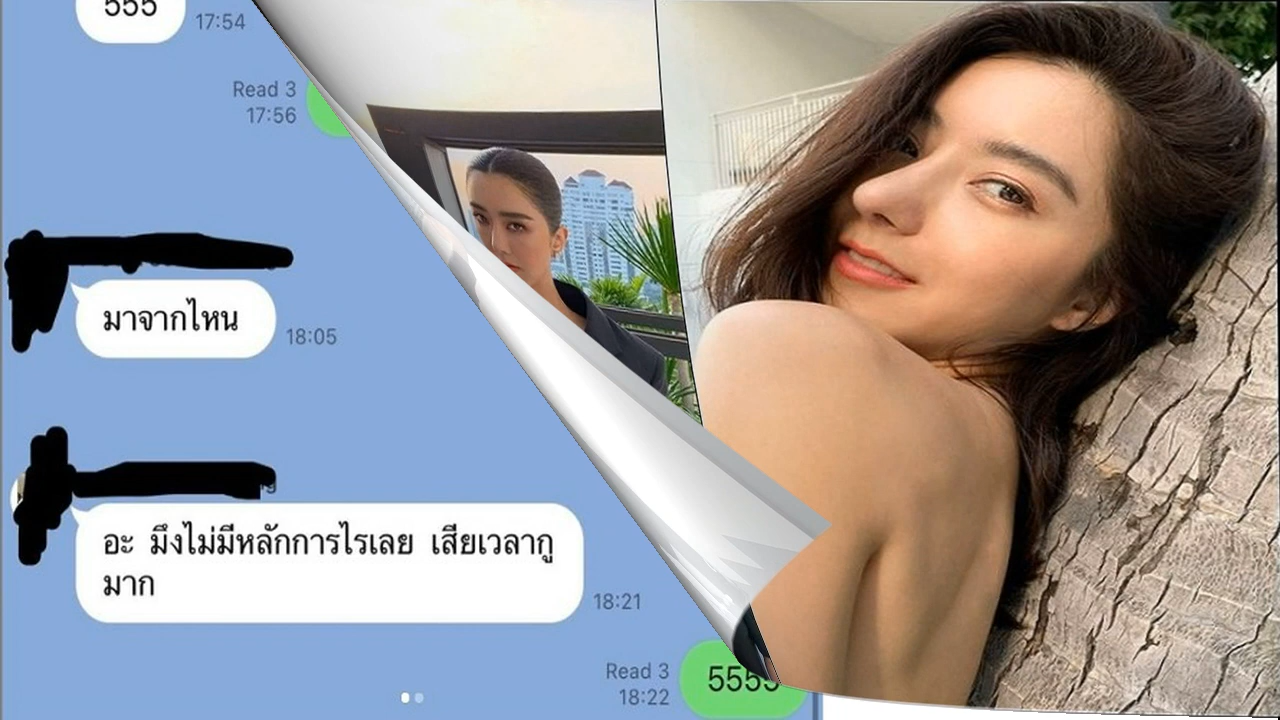 555
17:54
Read 3
17:56
มาจากไหน
18:05
อะ มึงไม่มีหลักการไรเลย เสียเวลากู
มาก
18:21
Read 3
18:22
5555